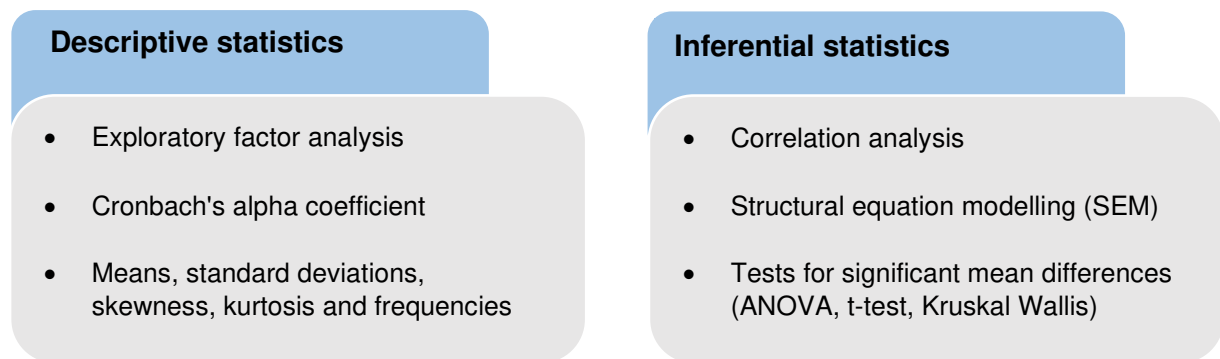 Descriptive statistics
• Exploratory factor analysis
• Cronbach's alpha coefficient
• Means, standard deviations,
skewness, kurtosis and frequencies
Inferential statistics
• Correlation analysis
• Structural equation modelling (SEM)
• Tests for significant mean differences
(ANOVA, t-test, Kruskal Wallis)